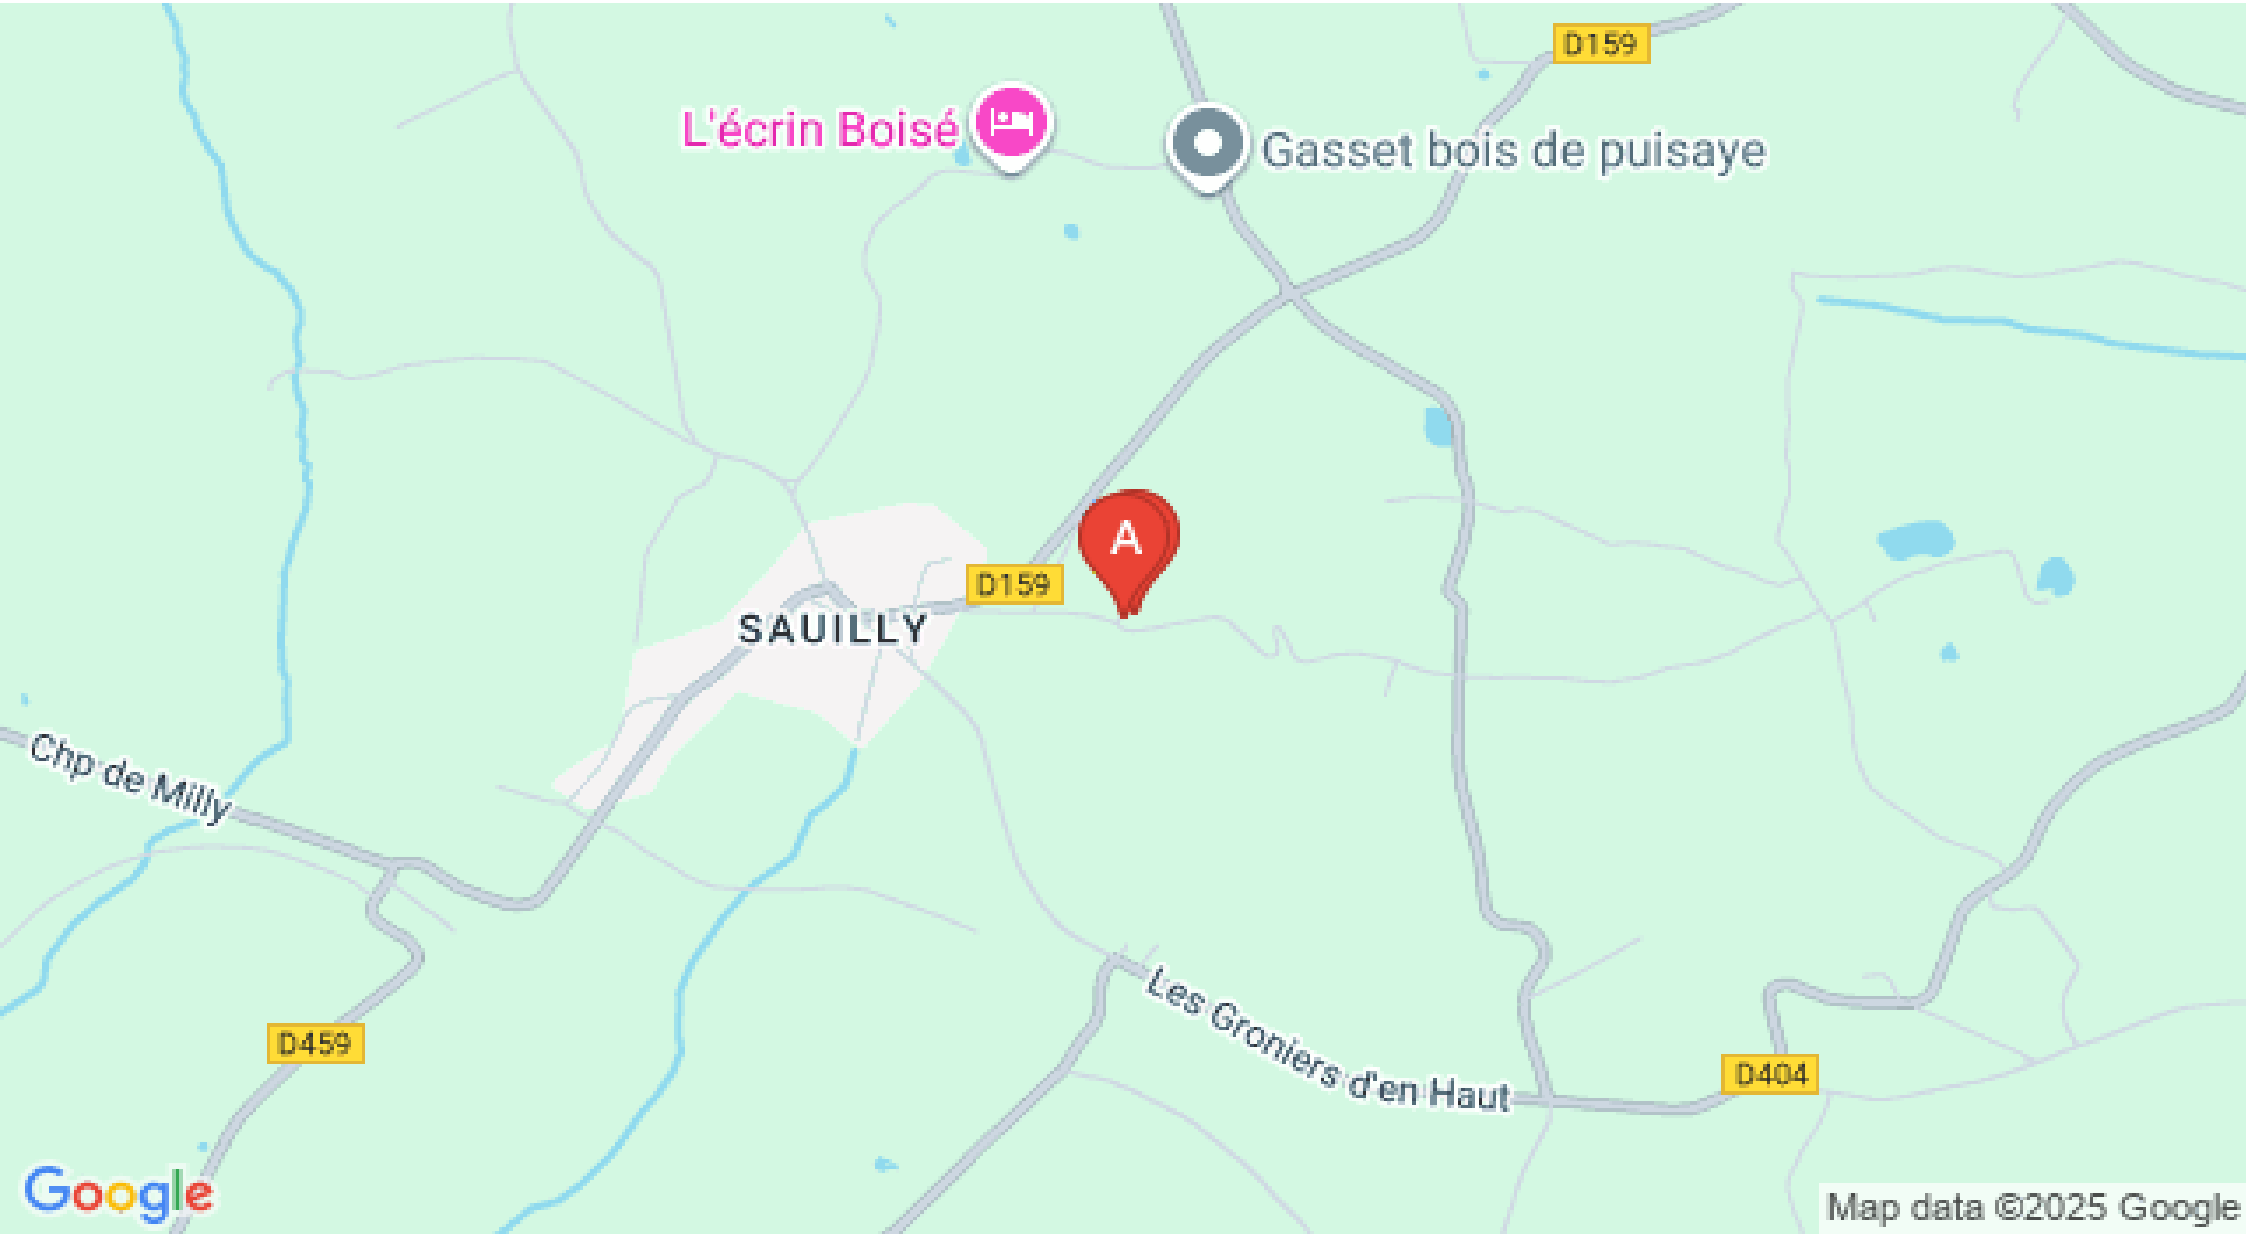 D159
L'écrin Boisé
Gasset bois de puisaye
A
D159
SAUILLY
Chp de Milly
Les Groniers d'en Haut
D459
D404
Google
Map data ©2025 Google